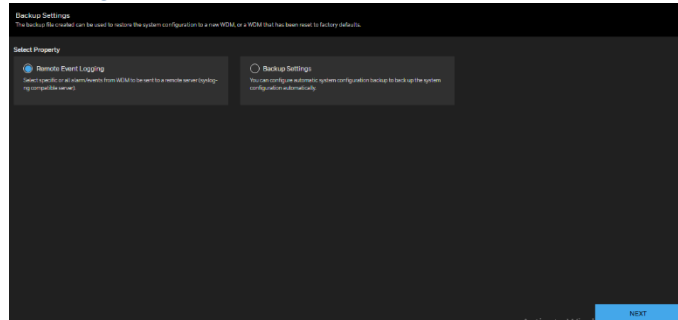 Backup Settings
The backup file created can be used to restore the system configuration to a new WDM, or a WDM that has been reset to factory defaults.
Select Property
Remote Event Logging
Select specific or all alarm/events from WDM to be sent to a remote server (syslog-
ng compatible server).
Backup Settings
You can configure automatic system configuration backup to back up the system
configuration automatically.
NEXT